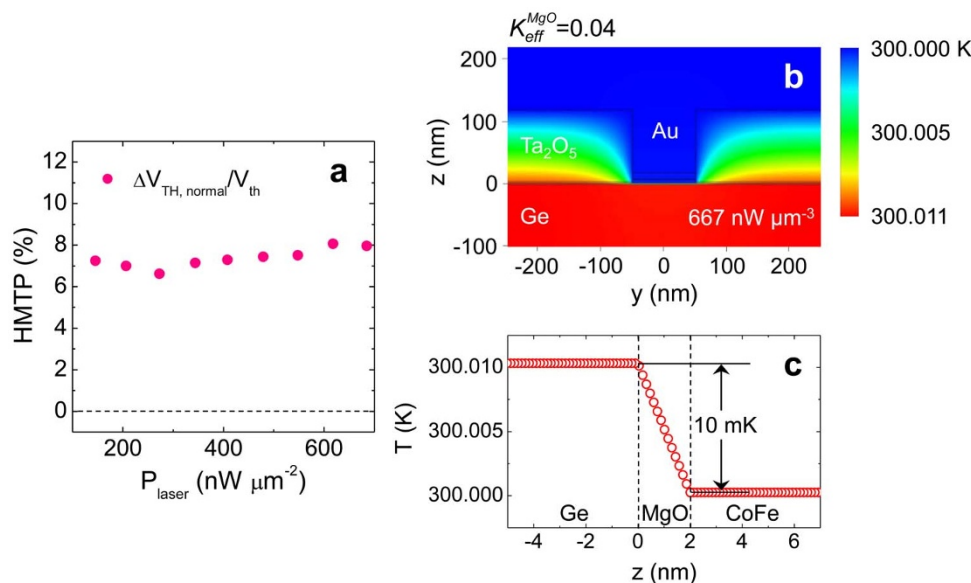 K_eff^MgO=0.04
a
ΔV_TH, normal/V_th
HMTP (%)
12
10
8
6
4
2
0
200 400 600
P_laser (nW μm⁻²)
b
z (nm)
200
100
0
-100
Au
Ta₂O₅
Ge
667 nW μm⁻³
-200 -100 0 100 200
y (nm)
300.000 K
300.005
300.011
c
T (K)
300.010
300.005
300.000
10 mK
Ge MgO CoFe
-4 -2 0 2 4 6
z (nm)